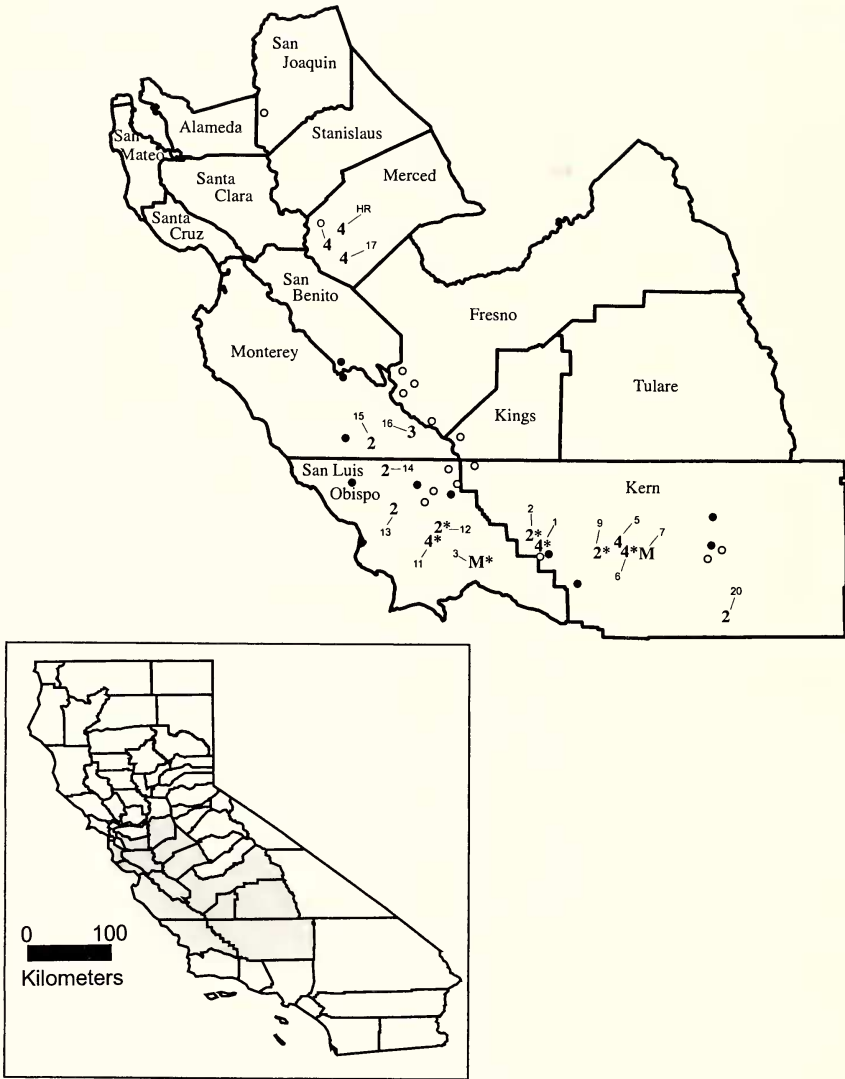 San
Joaquin
Alameda
Stanislaus
San
Mateo
Merced
Santa
Clara
HR
4
Santa
Cruz
4
4
17
San
Benito
Fresno
Monterey
Tulare
Kings
15
16
3
2
San Luis
2
14
Obispo
Kern
2
13
2*
12
4*
11
3
M*
2
1
2*
4*
9
5
7
4
2*
4*
M
6
20
2
0 100
Kilometers